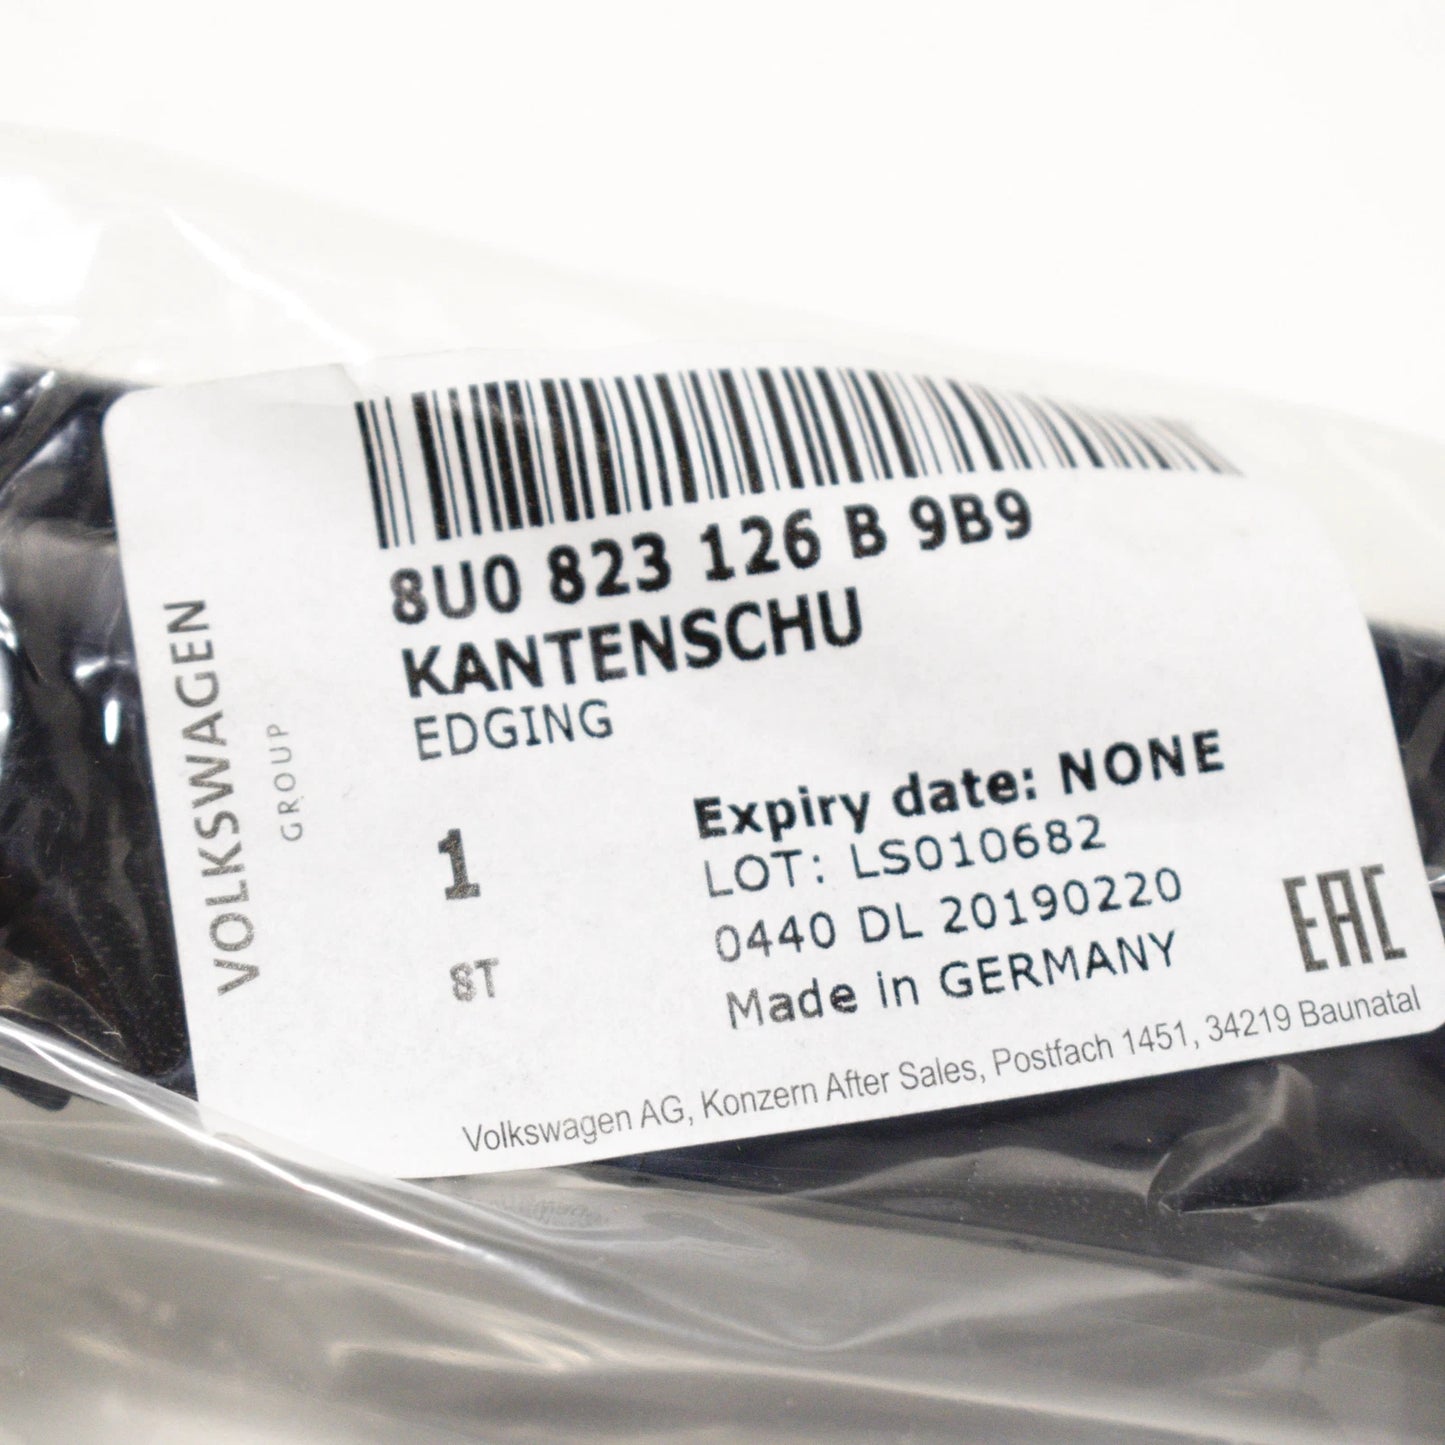 8U0 823 126 B 9B9
KANTENSCHU
EDGING
VOLKSWAGEN
GROUP
1
ST
Expiry date: NONE
LOT: LS010682
0440 DL 20190220
Made in GERMANY
EAC
Volkswagen AG, Konzern After Sales, Postfach 1451, 34219 Baunatal